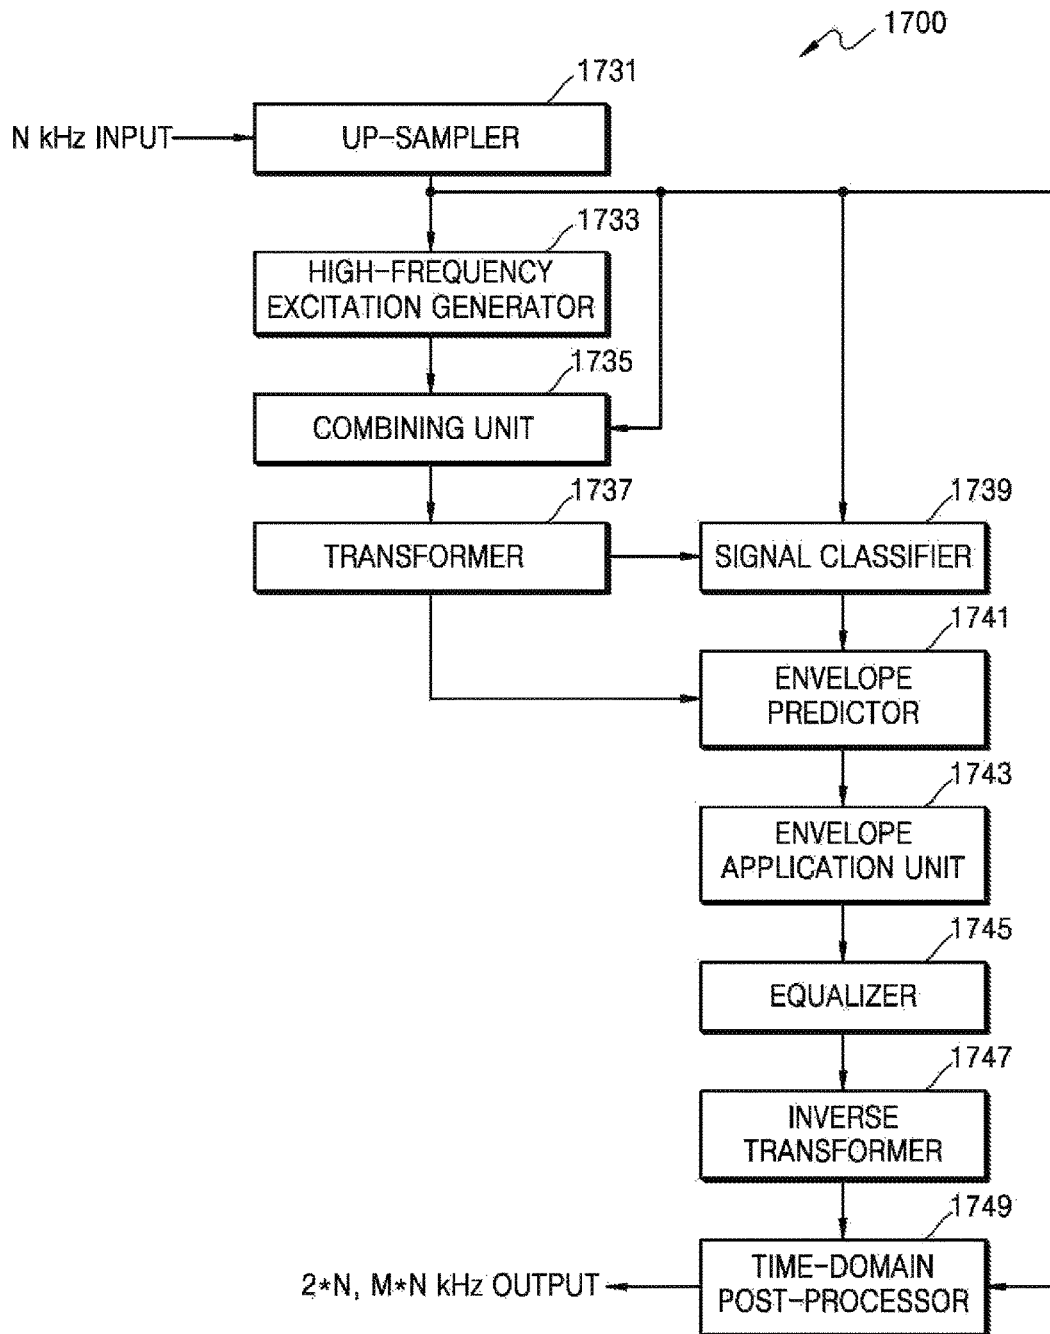 1700
1731
N kHz INPUT
UP-SAMPLER
1733
HIGH-FREQUENCY
EXCITATION GENERATOR
1735
COMBINING UNIT
1737
TRANSFORMER
1739
SIGNAL CLASSIFIER
1741
ENVELOPE
PREDICTOR
1743
ENVELOPE
APPLICATION UNIT
1745
EQUALIZER
1747
INVERSE
TRANSFORMER
1749
TIME-DOMAIN
POST-PROCESSOR
2*N, M*N kHz OUTPUT